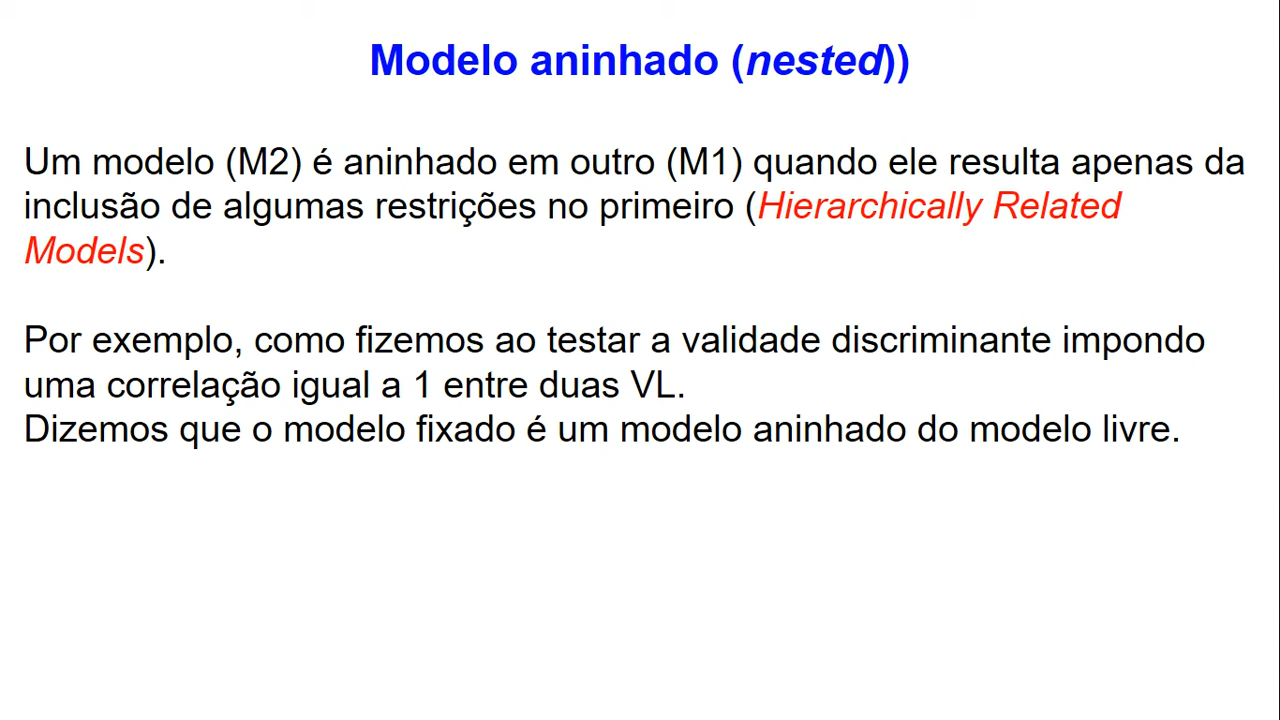 Modelo aninhado (nested))
Um modelo (M2) é aninhado em outro (M1) quando ele resulta apenas da
inclusão de algumas restrições no primeiro (Hierarchically Related
Models).
Por exemplo, como fizemos ao testar a validade discriminante impondo
uma correlação igual a 1 entre duas VL.
Dizemos que o modelo fixado é um modelo aninhado do modelo livre.